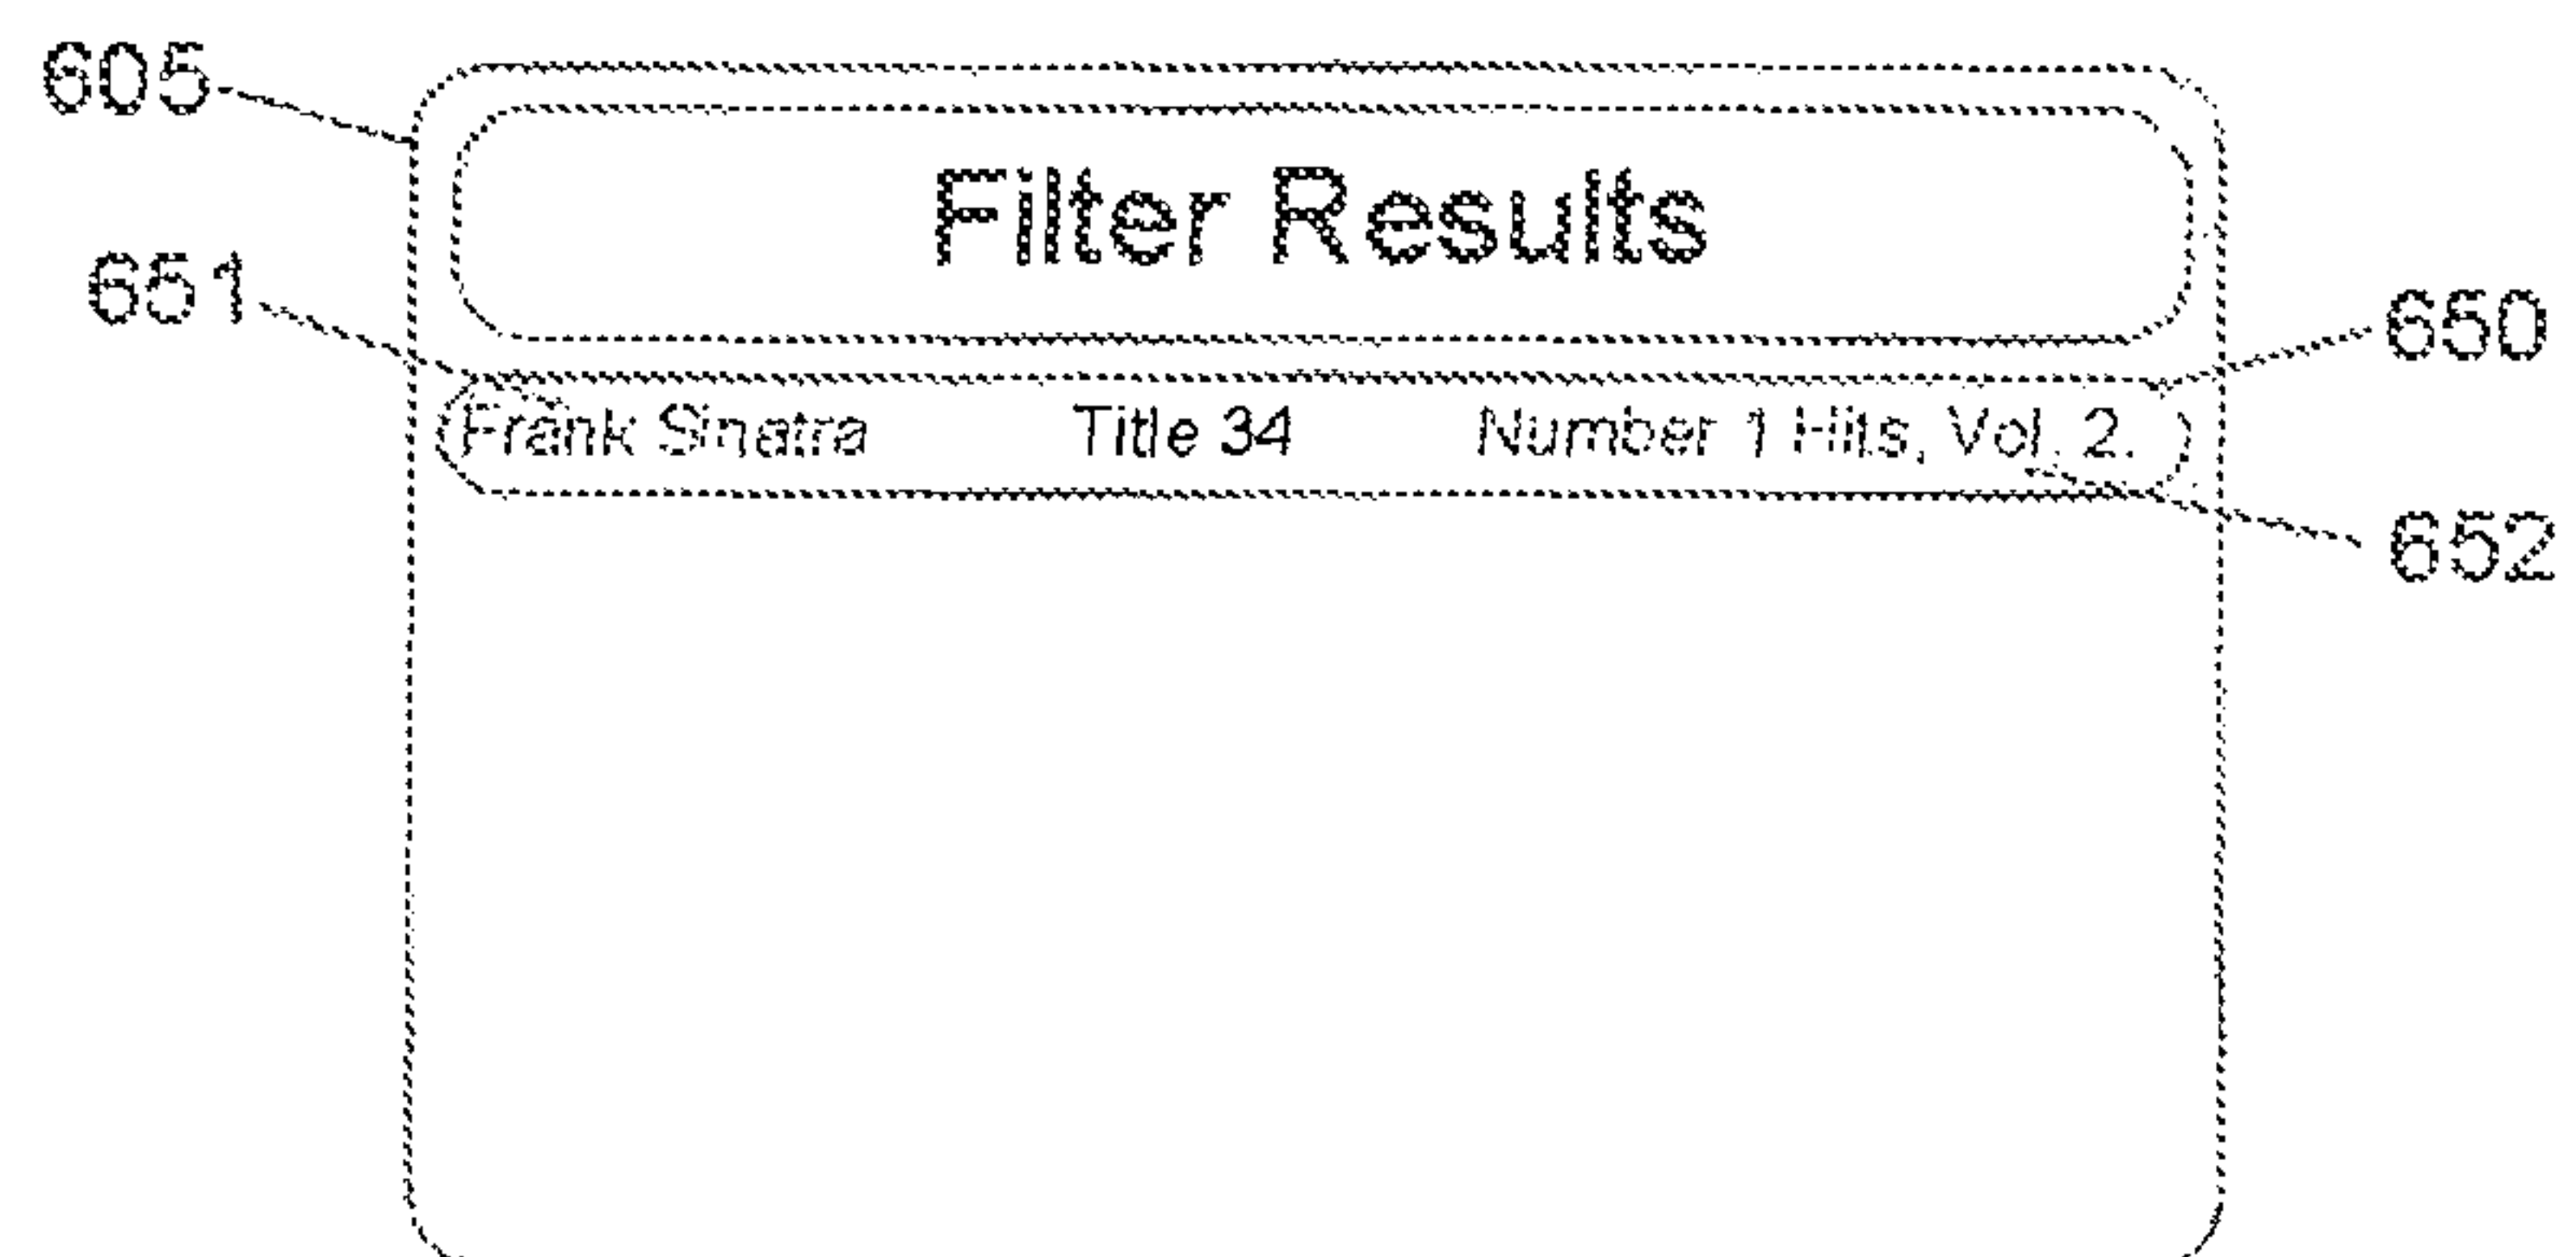 605
Filter Results
651
650
Frank Sinatra Title 34 Number 1 Hits, Vol. 2.
652